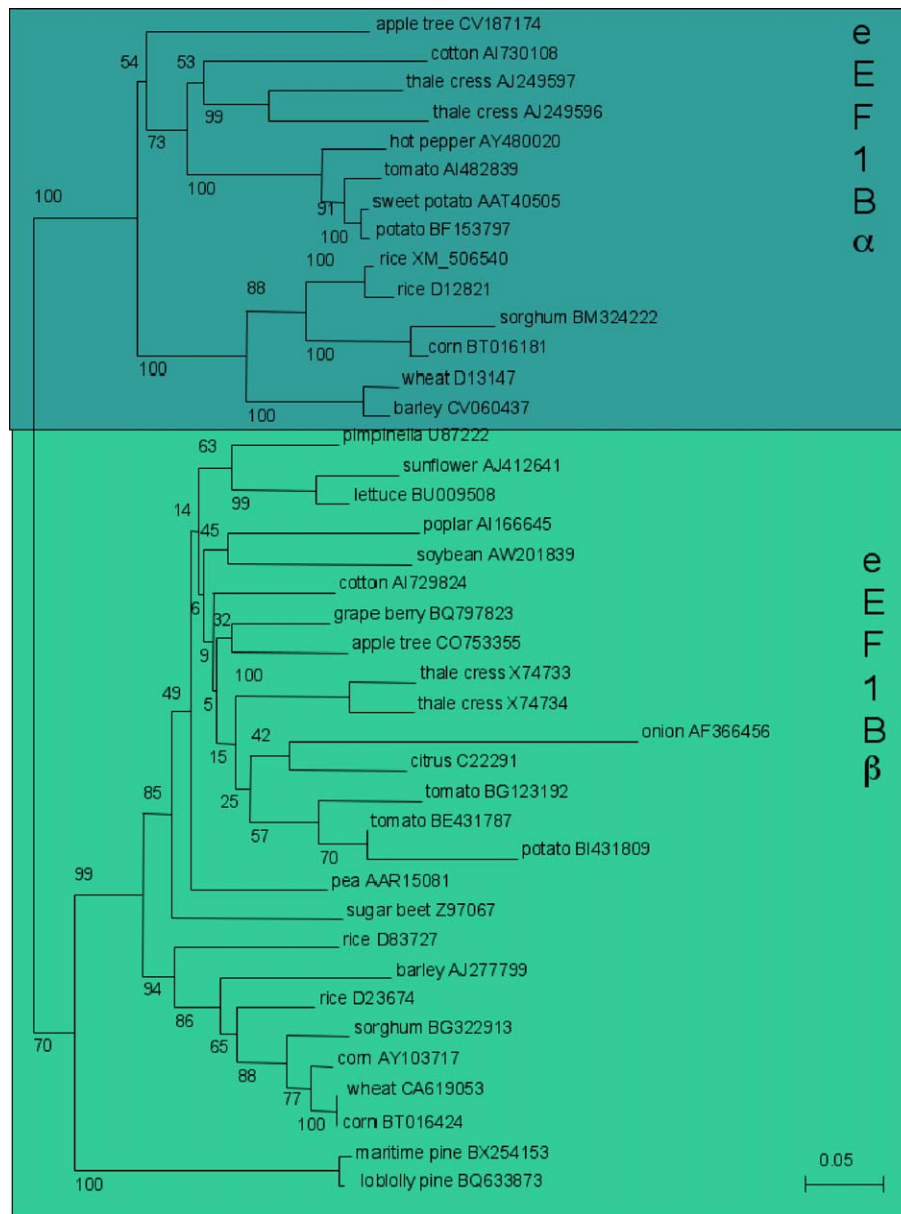 apple tree CV187174
54
53
cotton AI730108
thale cress AJ249597
99
thale cress AJ249596
73
hot pepper AY480020
tomato AI482839
100
100
91
sweet potato AAT40505
100
potato BF153797
100
rice XM_506540
88
rice D12821
sorghum BM324222
100
corn BT016181
100
wheat D13147
100
barley CV060437
e
E
F
1
B
α
pimpinella U87222
63
sunflower AJ412641
99
lettuce BU009508
14
45
poplar AI166645
soybean AW201839
6
cotton AI729824
32
grape berry BQ797823
9
apple tree CO753355
100
thale cress X74733
49
5
thale cress X74734
42
onion AF366456
15
citrus C22291
85
25
tomato BG123192
57
tomato BE431787
70
potato BI431809
99
pea AAR15081
sugar beet Z97067
rice D83727
94
barley AJ277799
86
rice D23674
65
sorghum BG322913
70
88
corn AY103717
77
wheat CA619053
100
corn BT016424
maritime pine BX254153
100
loblolly pine BQ633873
e
E
F
1
B
β
0.05